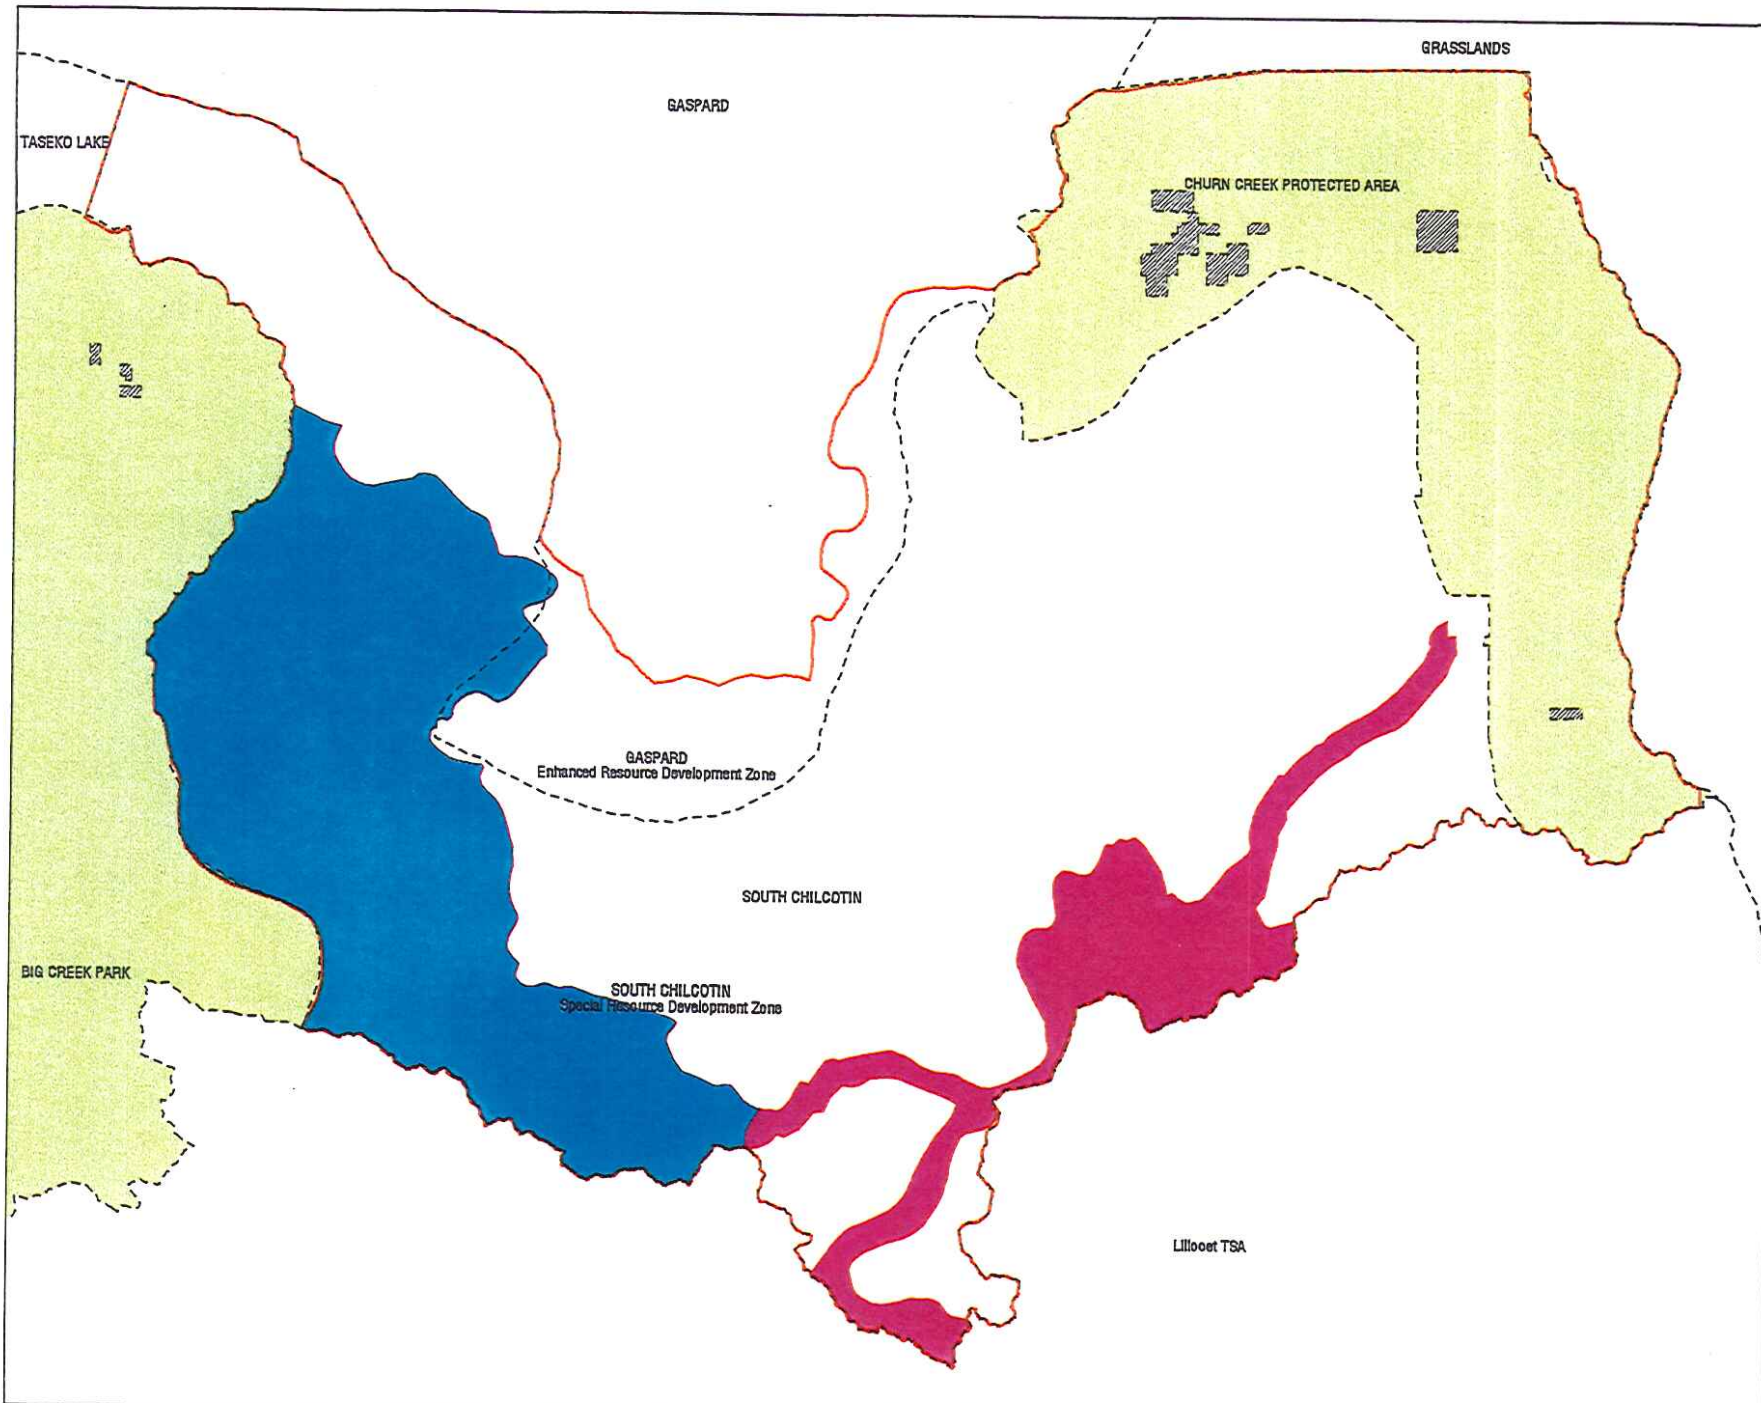 GRASSLANDS
GASPARD
TASEKO LAKE
CHURN CREEK PROTECTED AREA
GASPARD
Enhanced Resource Development Zone
SOUTH CHILCOTIN
BIG CREEK PARK
SOUTH CHILCOTIN
Special Resource Development Zone
Lillooet TSA